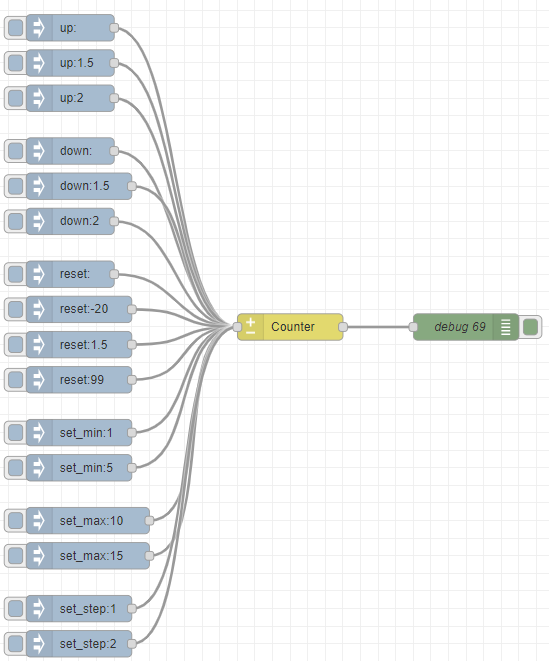 up:
up:1.5
up:2
down:
down:1.5
down:2
reset:
reset:-20
Counter
debug 69
reset:1.5
reset:99
set_min:1
set_min:5
set_max:10
set_max:15
set_step:1
set_step:2